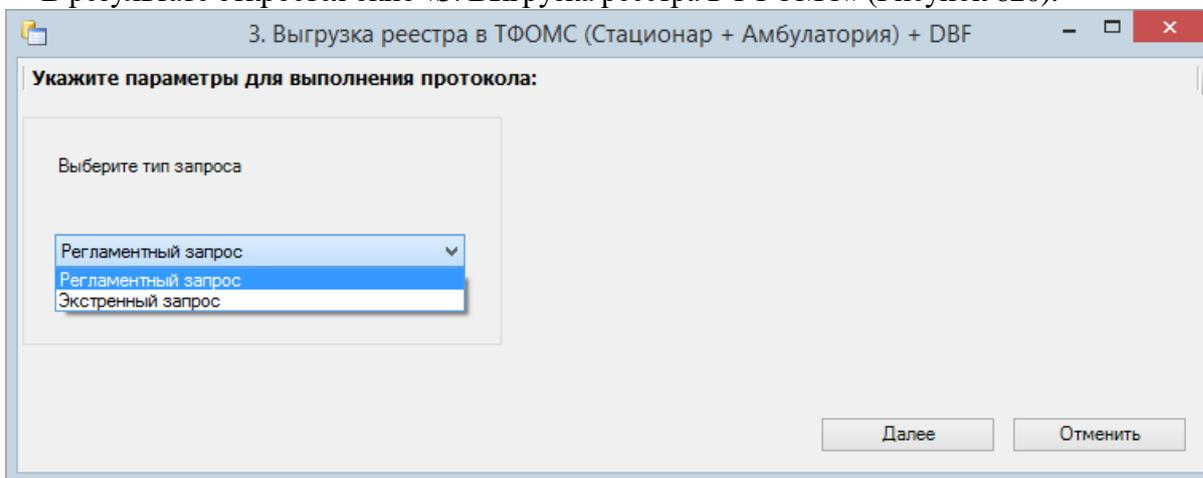 3. Выгрузка реестра в ТФОМС (Стационар + Амбулатория) + DBF
Укажите параметры для выполнения протокола:
Выберите тип запроса
Регламентный запрос
Регламентный запрос
Экстренный запрос
Далее
Отменить